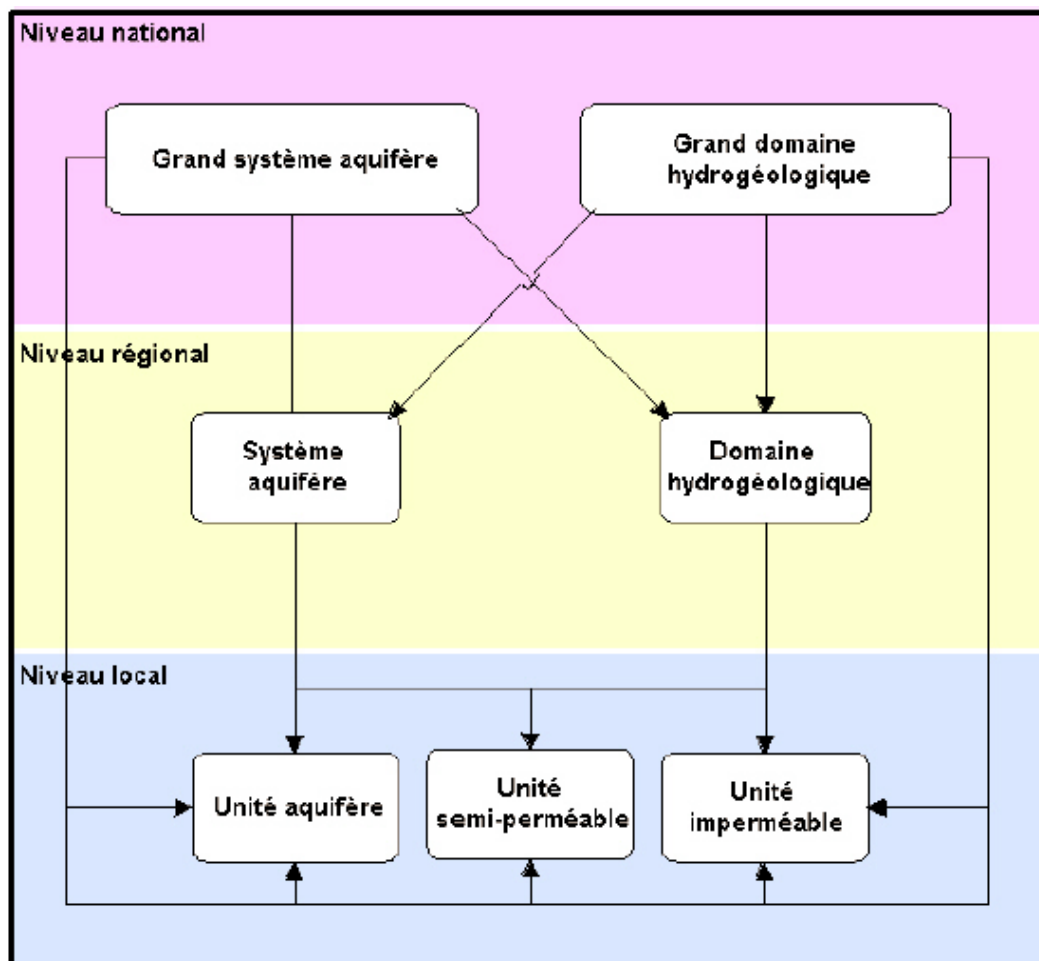 Niveau national
Grand système aquifère
Grand domaine
hydrogéologique
Niveau régional
Système
aquifère
Domaine
hydrogéologique
Niveau local
Unité aquifère
Unité
semi-perméable
Unité
imperméable